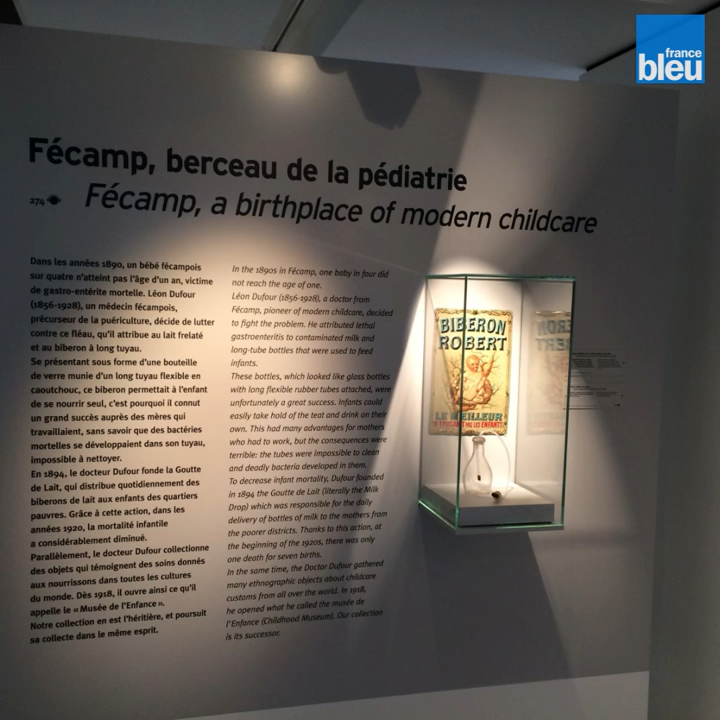 france
bleu
Fécamp, berceau de la pédiatrie
274
Fécamp, a birthplace of modern childcare
Dans les années 1890, un bébé fécampois
sur quatre n'atteint pas l'âge d'un an, victime
de gastro-entérite mortelle. Léon Dufour
(1856-1928), un médecin fécampois,
précurseur de la puériculture, décide de lutter
contre ce fléau, qu'il attribue au lait frelaté
et au biberon à long tuyau.
Se présentant sous forme d'une bouteille
de verre munie d'un long tuyau flexible en
caoutchouc, ce biberon permettait à l'enfant
de se nourrir seul, c'est pourquoi il connut
un grand succès auprès des mères qui
travaillaient, sans savoir que des bactéries
mortelles se développaient dans son tuyau,
impossible à nettoyer.
En 1894, le docteur Dufour fonde la Goutte
de Lait, qui distribue quotidiennement des
biberons de lait aux enfants des quartiers
pauvres. Grâce à cette action, dans les
années 1920, la mortalité infantile
a considérablement diminué.
Parallèlement, le docteur Dufour collectionne
des objets qui témoignent des soins donnés
aux nourrissons dans toutes les cultures
du monde. Dès 1918, il ouvre ainsi ce qu'il
appelle le « Musée de l'Enfance ».
Notre collection en est l'héritière, et poursuit
sa collecte dans le même esprit.
In the 1890s in Fécamp, one baby in four did
not reach the age of one.
Léon Dufour (1856-1928), a doctor from
Fécamp, pioneer of modern childcare, decided
to fight the problem. He attributed lethal
gastroenteritis to contaminated milk and
long-tube bottles that were used to feed
infants.
These bottles, which looked like glass bottles
with long flexible rubber tubes attached, were
unfortunately a great success. Infants could
easily take hold of the teat and drink on their
own. This had many advantages for mothers
who had to work, but the consequences were
terrible: the tubes were impossible to clean
and deadly bacteria developed in them.
To decrease infant mortality, Dufour founded
in 1894 the Goutte de Lait (literally the Milk
Drop) which was responsible for the daily
delivery of bottles of milk to the mothers from
the poorer districts. Thanks to this action, at
the beginning of the 1920s, there was only
one death for seven births.
In the same time, the Doctor Dufour gathered
many ethnographic objects about childcare
customs from all over the world. In 1918,
he opened what he called the musée de
l'Enfance (Childhood Museum). Our collection
is its successor.
BIBERON
ROBERT
LE MEILLEUR